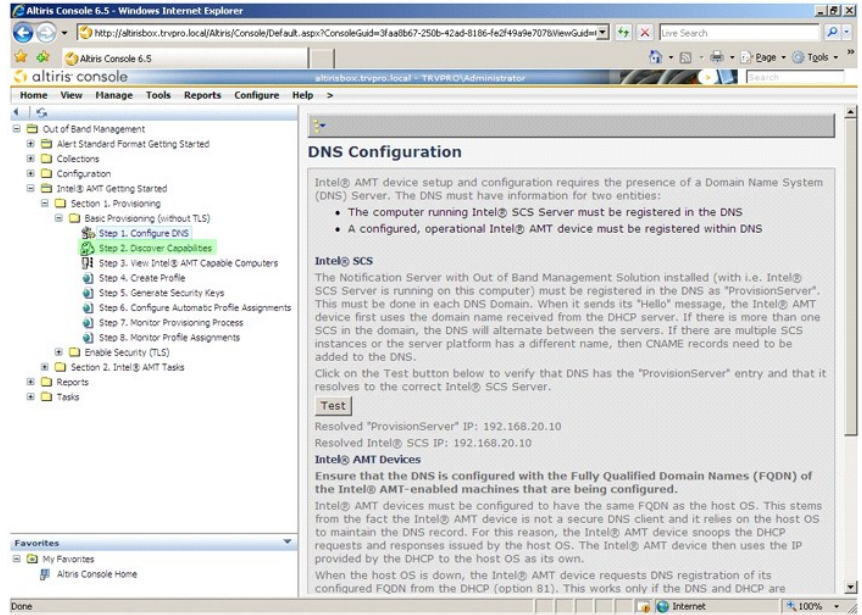 Altiris Console 6.5 - Windows Internet Explorer
http://altirisbox.trvpro.local/Altiris/Console/Default.aspx?ConsoleGuid=3faa8b67-250b-42ad-8186-fe2f49a9e707&ViewGuid=
Live Search
Altiris Console 6.5
Page
Tools
altiris console
altirisbox.trvpro.local - TRVPRO\Administrator
Search
Home View Manage Tools Reports Configure Help >
Out of Band Management
Alert Standard Format Getting Started
Collections
Configuration
Intel® AMT Getting Started
Section 1. Provisioning
Basic Provisioning (without TLS)
Step 1. Configure DNS
Step 2. Discover Capabilities
Step 3. View Intel® AMT Capable Computers
Step 4. Create Profile
Step 5. Generate Security Keys
Step 6. Configure Automatic Profile Assignments
Step 7. Monitor Provisioning Process
Step 8. Monitor Profile Assignments
Enable Security (TLS)
Section 2. Intel® AMT Tasks
Reports
Tasks
Favorites
My Favorites
Altiris Console Home
DNS Configuration
Intel® AMT device setup and configuration requires the presence of a Domain Name System
(DNS) Server. The DNS must have information for two entities:
• The computer running Intel® SCS Server must be registered in the DNS
• A configured, operational Intel® AMT device must be registered within DNS
Intel® SCS
The Notification Server with Out of Band Management Solution installed (with i.e. Intel®
SCS Server is running on this computer) must be registered in the DNS as "ProvisionServer".
This must be done in each DNS Domain. When it sends its "Hello" message, the Intel® AMT
device first uses the domain name received from the DHCP server. If there is more than one
SCS in the domain, the DNS will alternate between the servers. If there are multiple SCS
instances or the server platform has a different name, then CNAME records need to be
added to the DNS.
Click on the Test button below to verify that DNS has the "ProvisionServer" entry and that it
resolves to the correct Intel® SCS Server.
Test
Resolved "ProvisionServer" IP: 192.168.20.10
Resolved Intel® SCS IP: 192.168.20.10
Intel® AMT Devices
Ensure that the DNS is configured with the Fully Qualified Domain Names (FQDN) of
the Intel® AMT-enabled machines that are being configured.
Intel® AMT devices must be configured to have the same FQDN as the host OS. This stems
from the fact the Intel® AMT device is not a secure DNS client and it relies on the host OS
to maintain the DNS record. For this reason, the Intel® AMT device snoops the DHCP
requests and responses issued by the host OS. The Intel® AMT device then uses the IP
provided by the DHCP to the host OS as its own.
When the host OS is down, the Intel® AMT device requests DNS registration of its
configured FQDN from the DHCP (option 81). This works only if the DNS and DHCP are
Done
Internet
100%